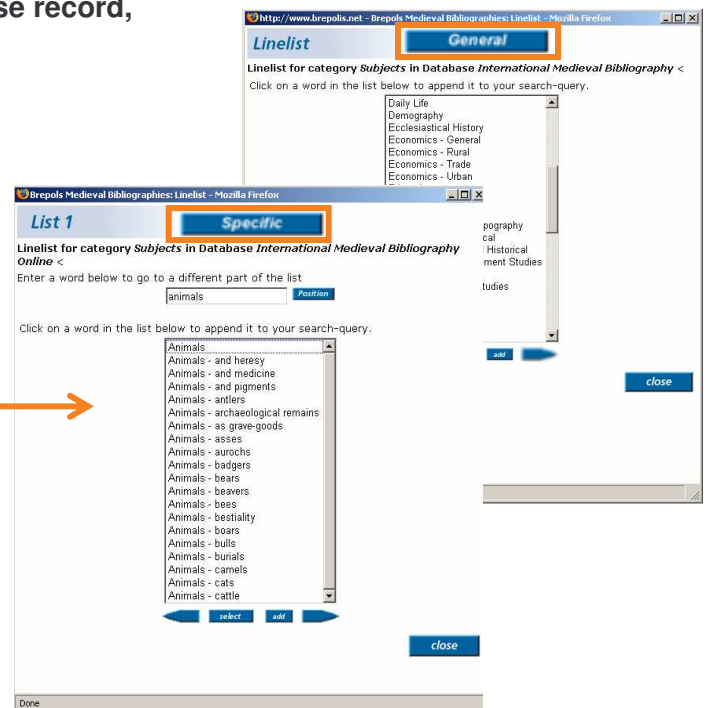 se record,
http://www.brepolis.net - Brepols Medieval Bibliographies: Linelist - Mozilla Firefox
Linelist
General
Linelist for category Subjects in Database International Medieval Bibliography <
Click on a word in the list below to append it to your search-query.
Daily Life
Demography
Ecclesiastical History
Economics - General
Economics - Rural
Economics - Trade
Economics - Urban
pography
cal
Historical
ment Studies
tudies
add
close
Brepols Medieval Bibliographies: Linelist - Mozilla Firefox
List 1
Specific
Linelist for category Subjects in Database International Medieval Bibliography
Online <
Enter a word below to go to a different part of the list
animals
Position
Click on a word in the list below to append it to your search-query.
Animals
Animals - and heresy
Animals - and medicine
Animals - and pigments
Animals - antlers
Animals - archaeological remains
Animals - as grave-goods
Animals - asses
Animals - aurochs
Animals - badgers
Animals - bears
Animals - beavers
Animals - bees
Animals - bestiality
Animals - boars
Animals - bulls
Animals - burials
Animals - camels
Animals - cats
Animals - cattle
select add
close
Done